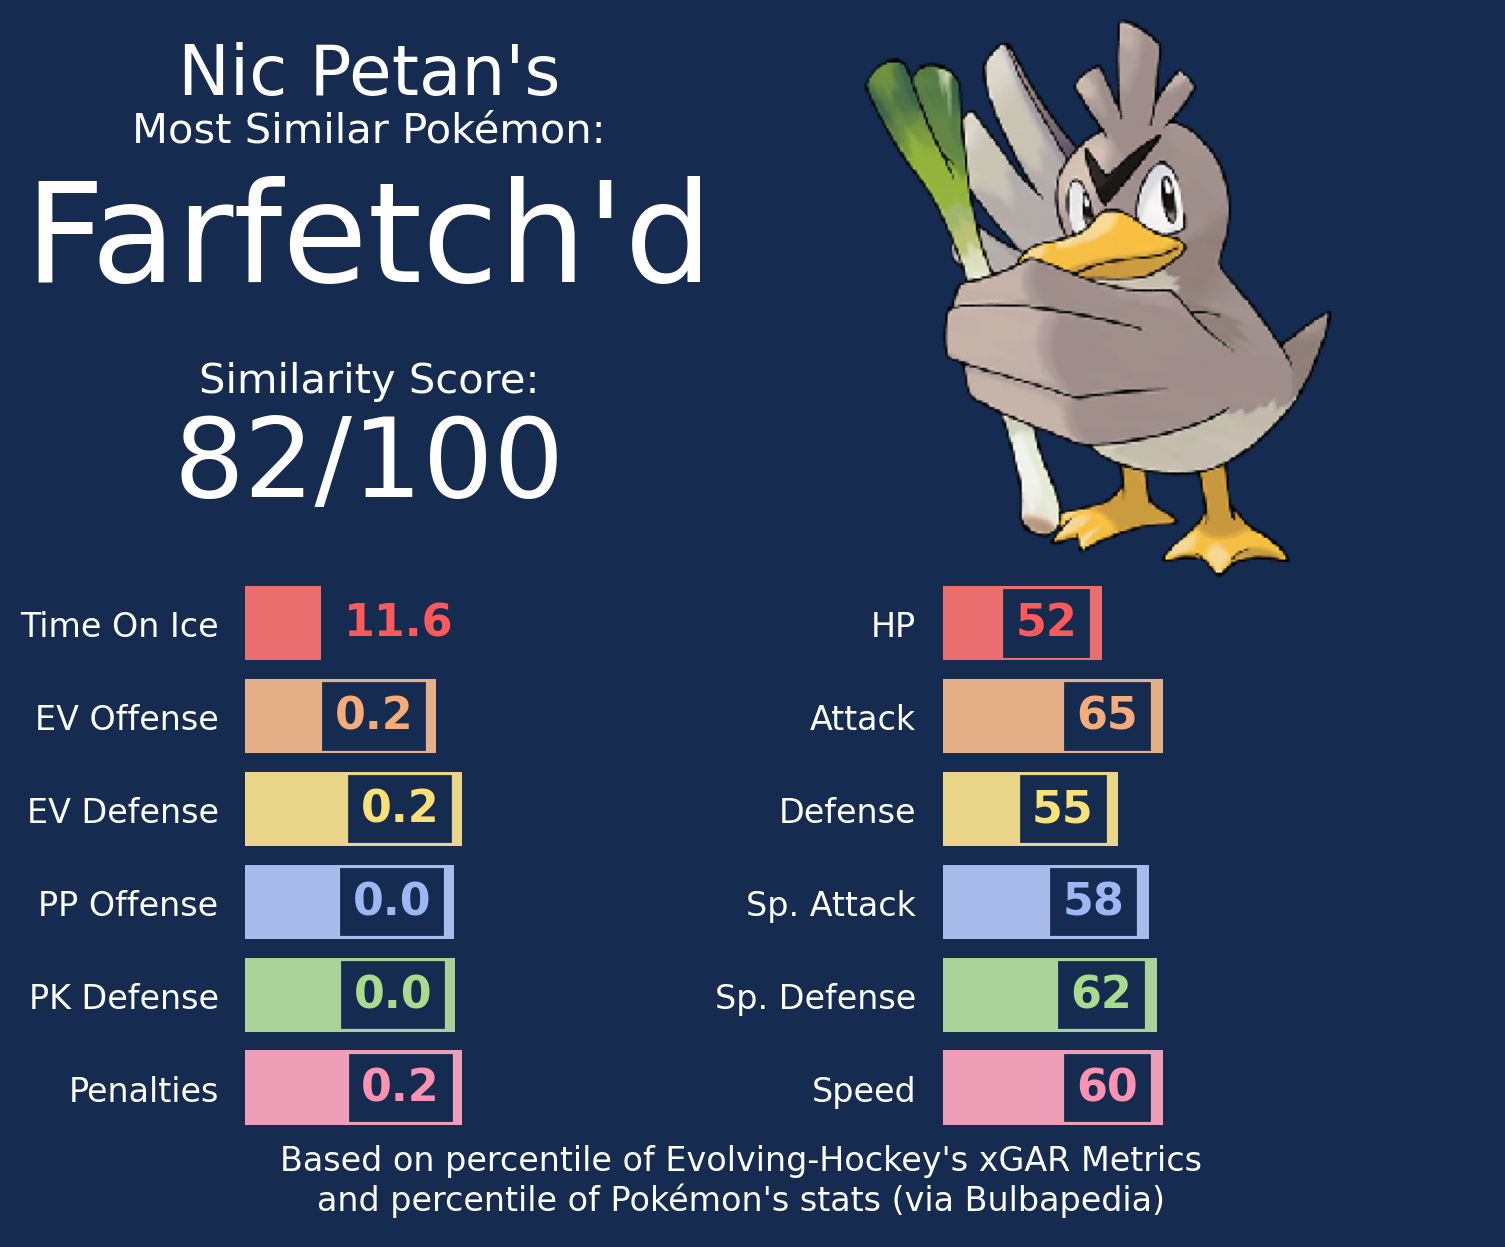 Nic Petan's
Most Similar Pokémon:
Farfetch'd
Similarity Score:
82/100
Time On Ice 11.6
EV Offense 0.2
EV Defense 0.2
PP Offense 0.0
PK Defense 0.0
Penalties 0.2
HP 52
Attack 65
Defense 55
Sp. Attack 58
Sp. Defense 62
Speed 60
Based on percentile of Evolving-Hockey's xGAR Metrics
and percentile of Pokémon's stats (via Bulbapedia)